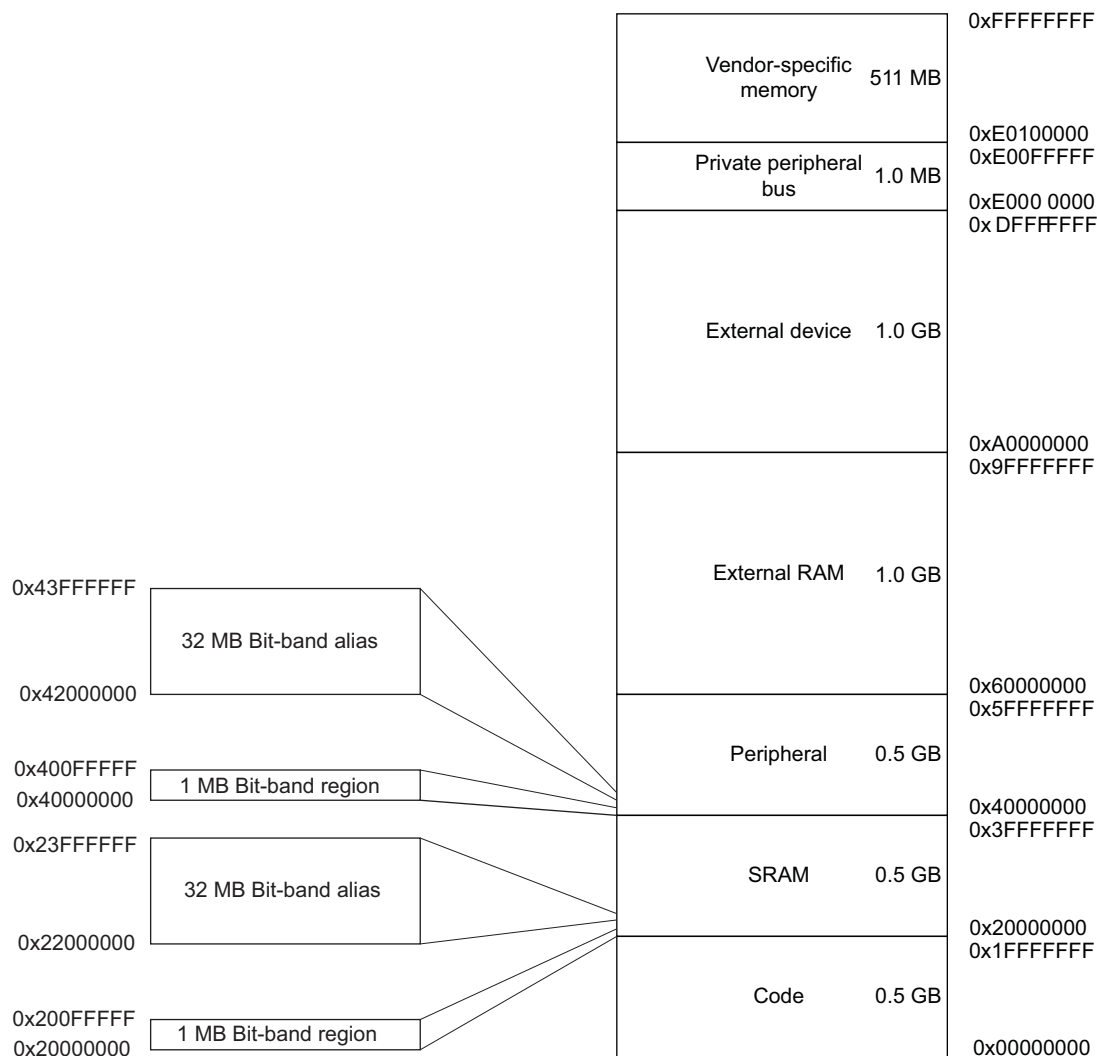 0xFFFFFFFF
Vendor-specific
memory
511 MB
0xE0100000
0xE00FFFFF
Private peripheral
bus
1.0 MB
0xE000 0000
0x DFFFFFFF
External device
1.0 GB
0xA0000000
0x9FFFFFFF
External RAM
1.0 GB
0x43FFFFFF
32 MB Bit-band alias
0x42000000
0x60000000
0x5FFFFFFF
Peripheral
0.5 GB
0x400FFFFF
1 MB Bit-band region
0x40000000
0x40000000
0x3FFFFFFF
0x23FFFFFF
32 MB Bit-band alias
0x22000000
SRAM
0.5 GB
0x20000000
0x1FFFFFFF
Code
0.5 GB
0x200FFFFF
1 MB Bit-band region
0x20000000
0x00000000